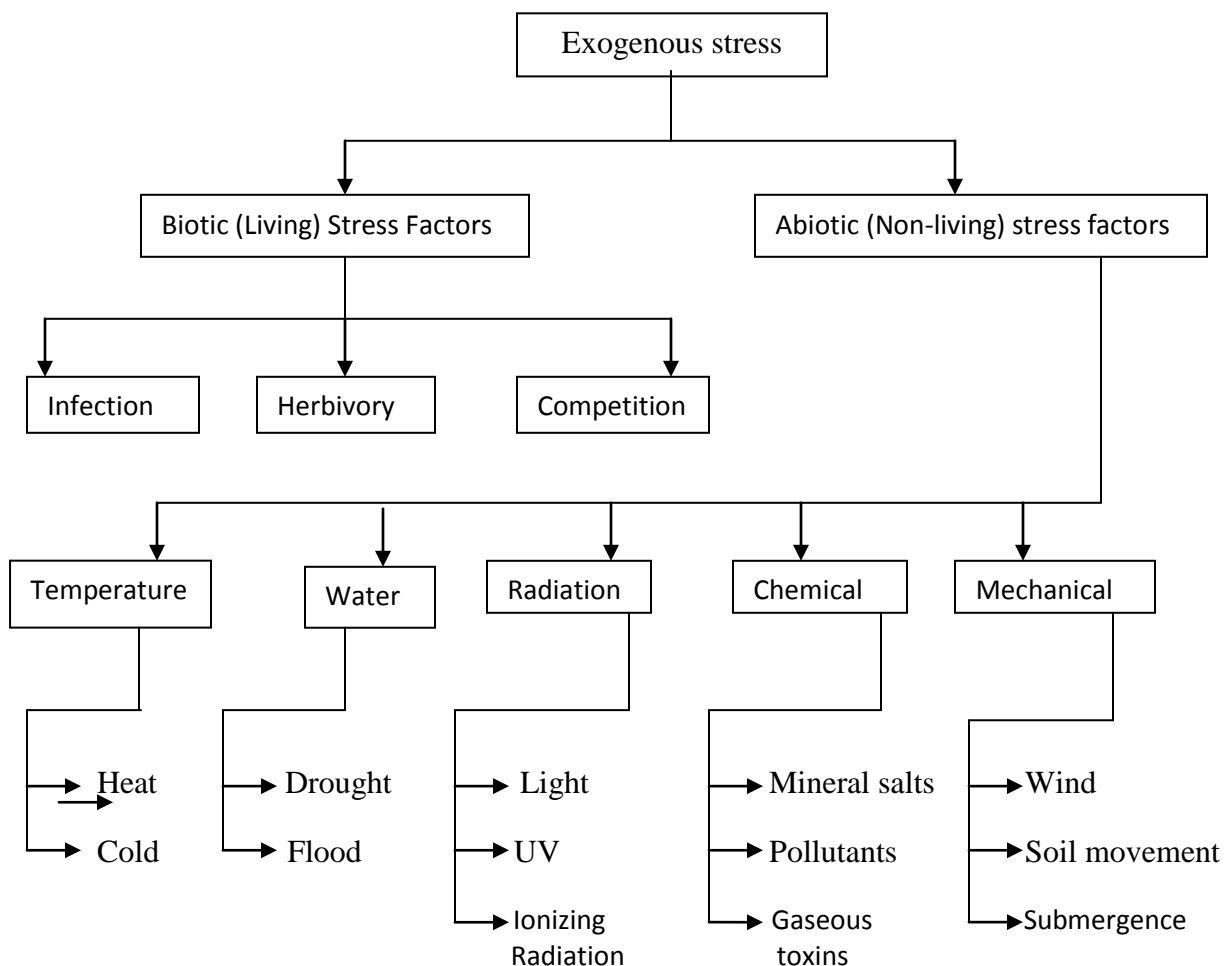 Exogenous stress
Biotic (Living) Stress Factors
Abiotic (Non-living) stress factors
Infection
Herbivory
Competition
Temperature
Water
Radiation
Chemical
Mechanical
Heat
Cold
Drought
Flood
Light
UV
Ionizing
Radiation
Mineral salts
Pollutants
Gaseous
toxins
Wind
Soil movement
Submergence